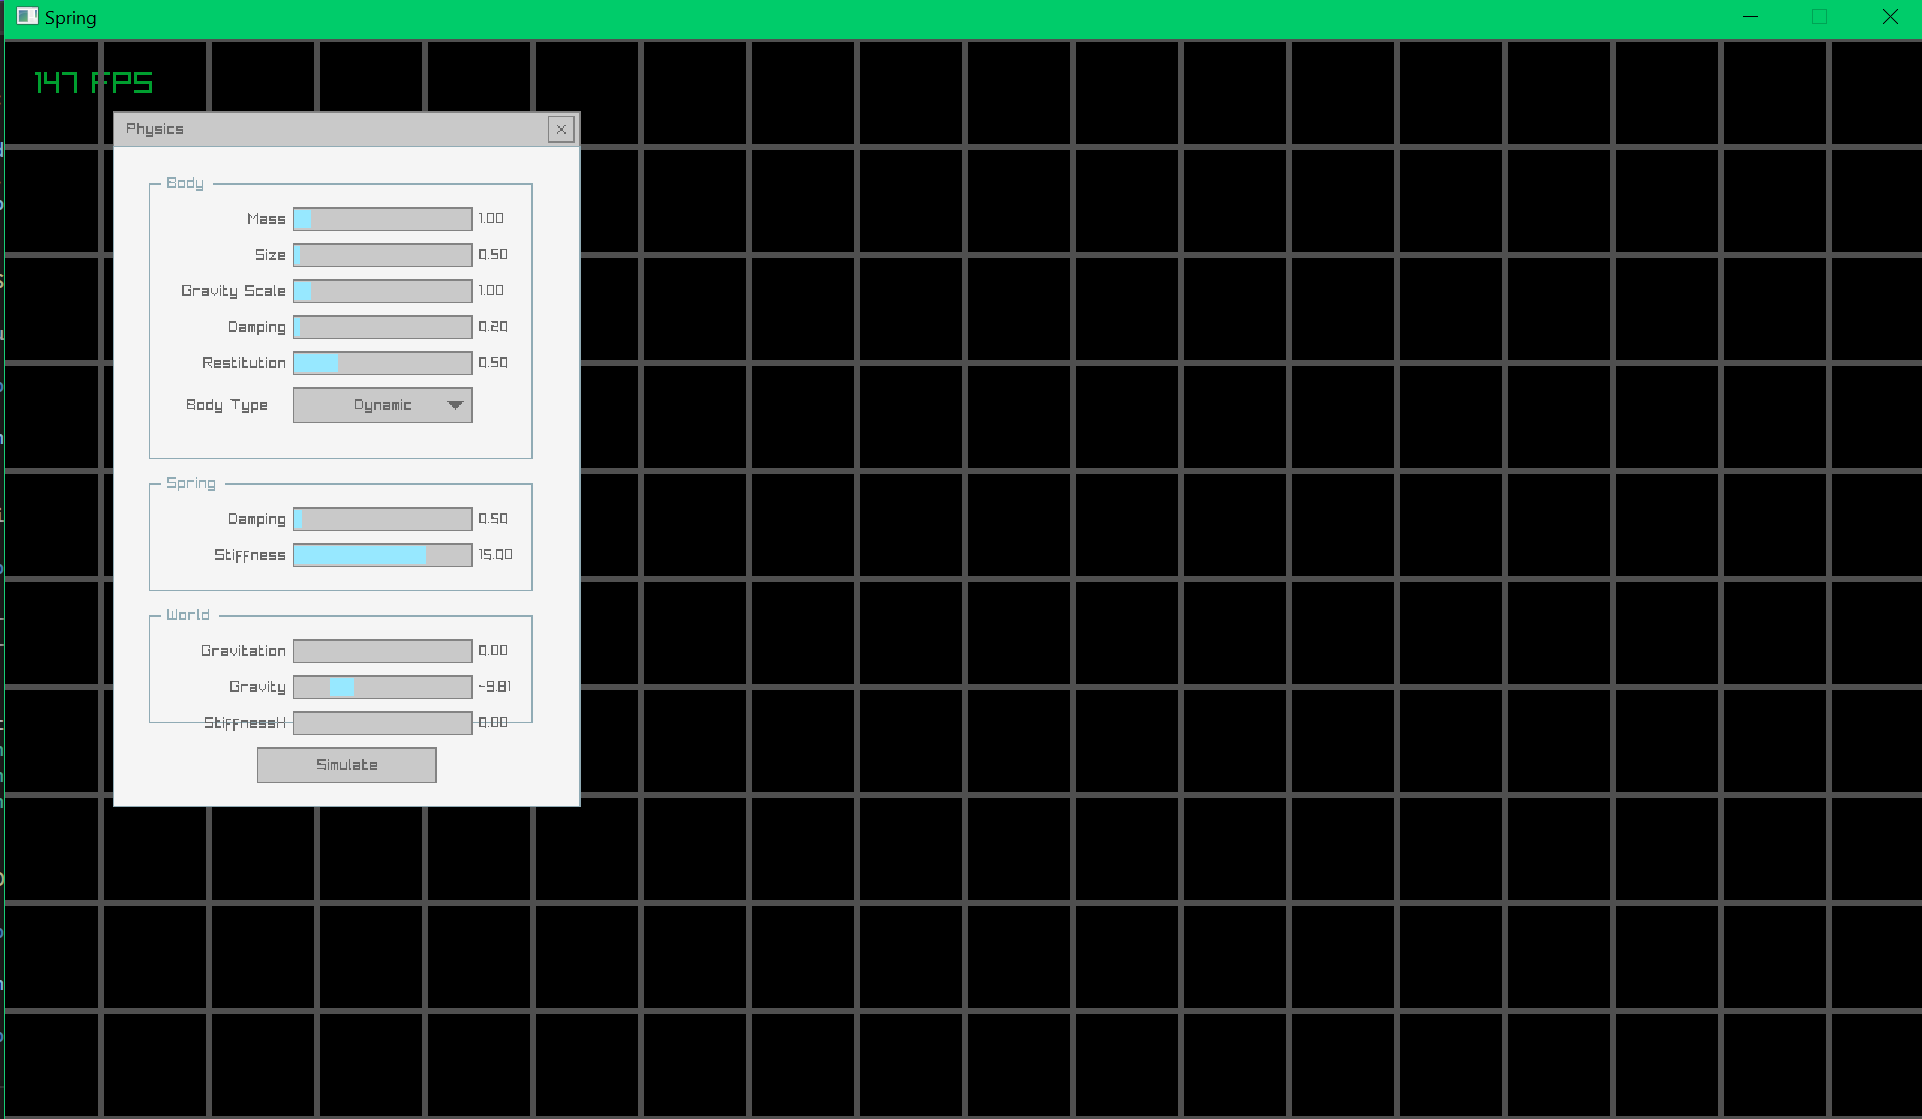 Spring
147 FPS
Physics
Body
Mass 1.00
Size 0.50
Gravity Scale 1.00
Damping 0.20
Restitution 0.50
Body Type Dynamic
Spring
Damping 0.50
Stiffness 15.00
World
Gravitation 0.00
Gravity -9.81
StiffnessH 0.00
Simulate